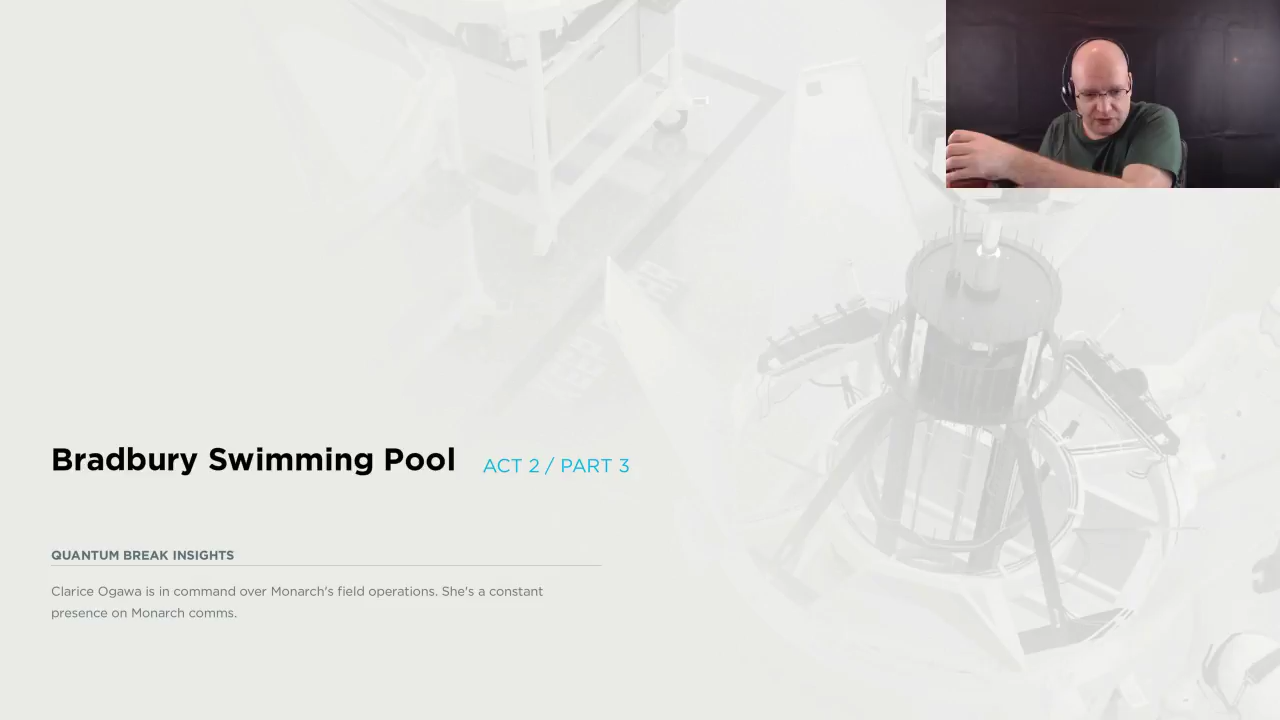 Bradbury Swimming Pool ACT 2 / PART 3
QUANTUM BREAK INSIGHTS
Clarice Ogawa is in command over Monarch's field operations. She's a constant
presence on Monarch comms.